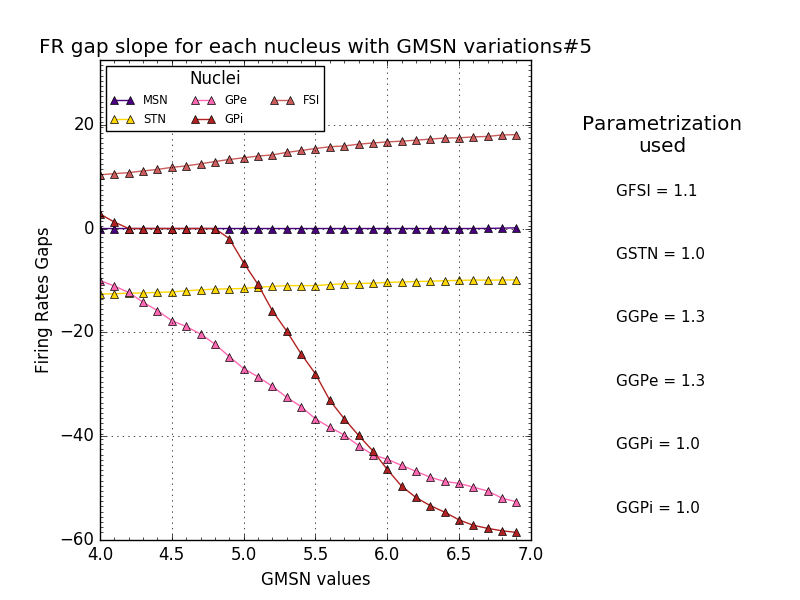 FR gap slope for each nucleus with GMSN variations#5
Nuclei
MSN GPe FSI
STN GPi
20
0
−20
−40
−60
4.0 4.5 5.0 5.5 6.0 6.5 7.0
Firing Rates Gaps
GMSN values
Parametrization
used
GFSI = 1.1
GSTN = 1.0
GGPe = 1.3
GGPe = 1.3
GGPi = 1.0
GGPi = 1.0